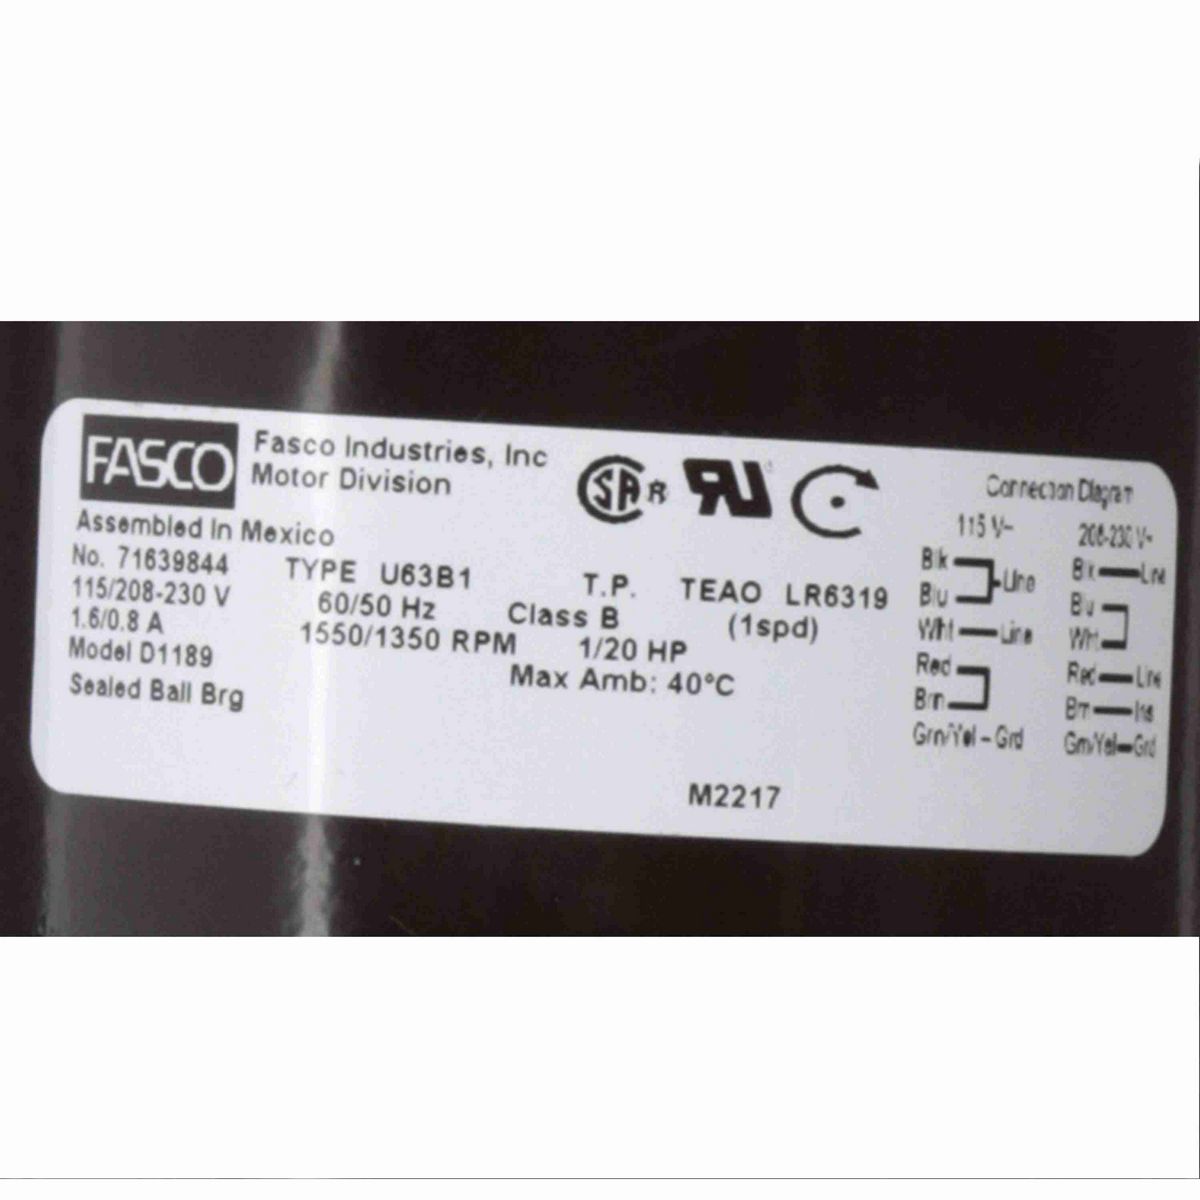 FASCO
Fasco Industries, Inc
Motor Division
Assembled In Mexico
No. 71639844 TYPE U63B1 T.P. TEAO LR6319
115/208-230 V 60/50 Hz Class B (1spd)
1.6/0.8 A 1550/1350 RPM 1/20 HP
Model D1189 Max Amb: 40°C
Sealed Ball Brg
M2217
Connection Diagram
115 V~ 208-230 V~
Blk Line Blk Line
Blu Blu
Wht Line Wht
Red Red Line
Brn Brn
Grn/Yel - Grd Grn/Yel Grd